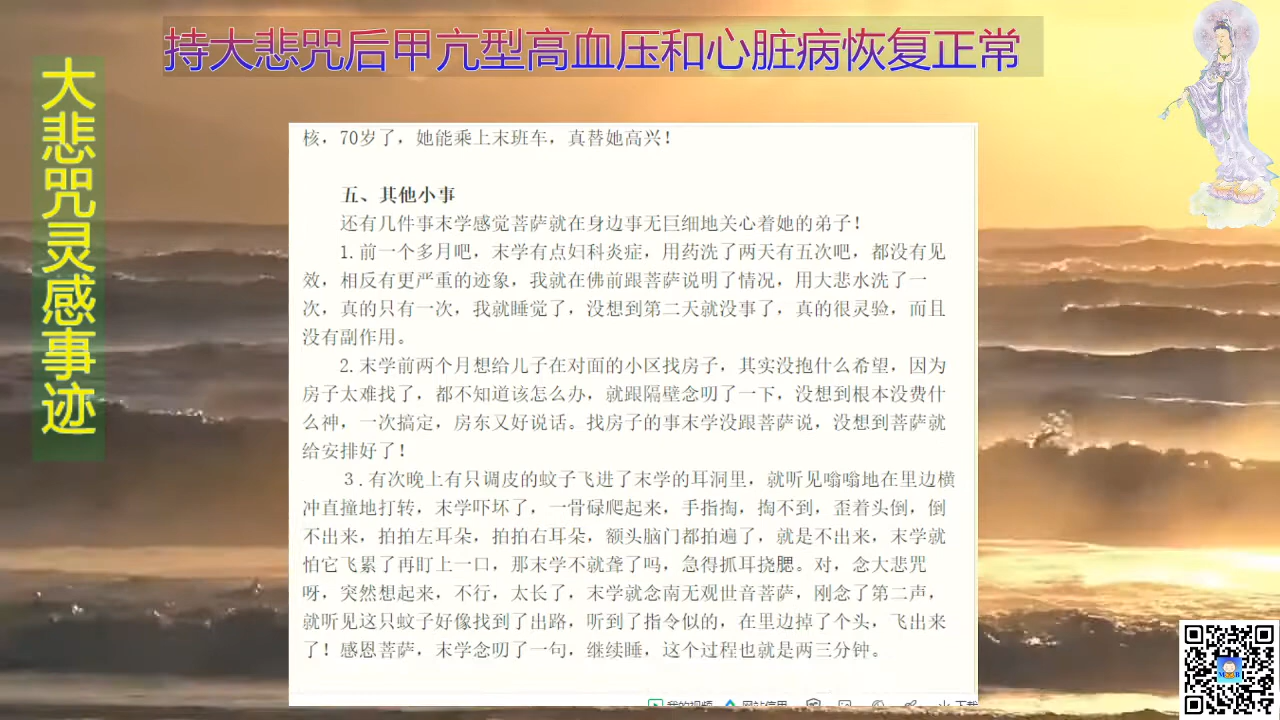 持大悲咒后甲亢型高血压和心脏病恢复正常
大悲咒灵感事迹
核，70岁了，她能乘上末班车，真替她高兴！
五、其他小事
还有几件事末学感觉菩萨就在身边事无巨细地关心着她的弟子！
1.前一个多月吧，末学有点妇科炎症，用药洗了两天有五次吧，都没有见
效，相反有更严重的迹象，我就在佛前跟菩萨说明了情况，用大悲水洗了一
次，真的只有一次，我就睡觉了，没想到第二天就没事了，真的很灵验，而且
没有副作用。
2.末学前两个月想给儿子在对面的小区找房子，其实没抱什么希望，因为
房子太难找了，都不知道该怎么办，就跟隔壁念叨了一下，没想到根本没费什
么神，一次搞定，房东又好说话。找房子的事末学没跟菩萨说，没想到菩萨就
给安排好了！
3.有次晚上有只调皮的蚊子飞进了末学的耳洞里，就听见嗡嗡地在里边横
冲直撞地打转，末学吓坏了，一骨碌爬起来，手指掏，掏不到，歪着头倒，倒
不出来，拍拍左耳朵，拍拍右耳朵，额头脑门都拍遍了，就是不出来，末学就
怕它飞累了再盯上一口，那末学不就聋了吗，急得抓耳挠腮。对，念大悲咒
呀，突然想起来，不行，太长了，末学就念南无观世音菩萨，刚念了第二声，
就听见这只蚊子好像找到了出路，听到了指令似的，在里边掉了个头，飞出来
了！感恩菩萨，末学念叨了一句，继续睡，这个过程也就是两三分钟。